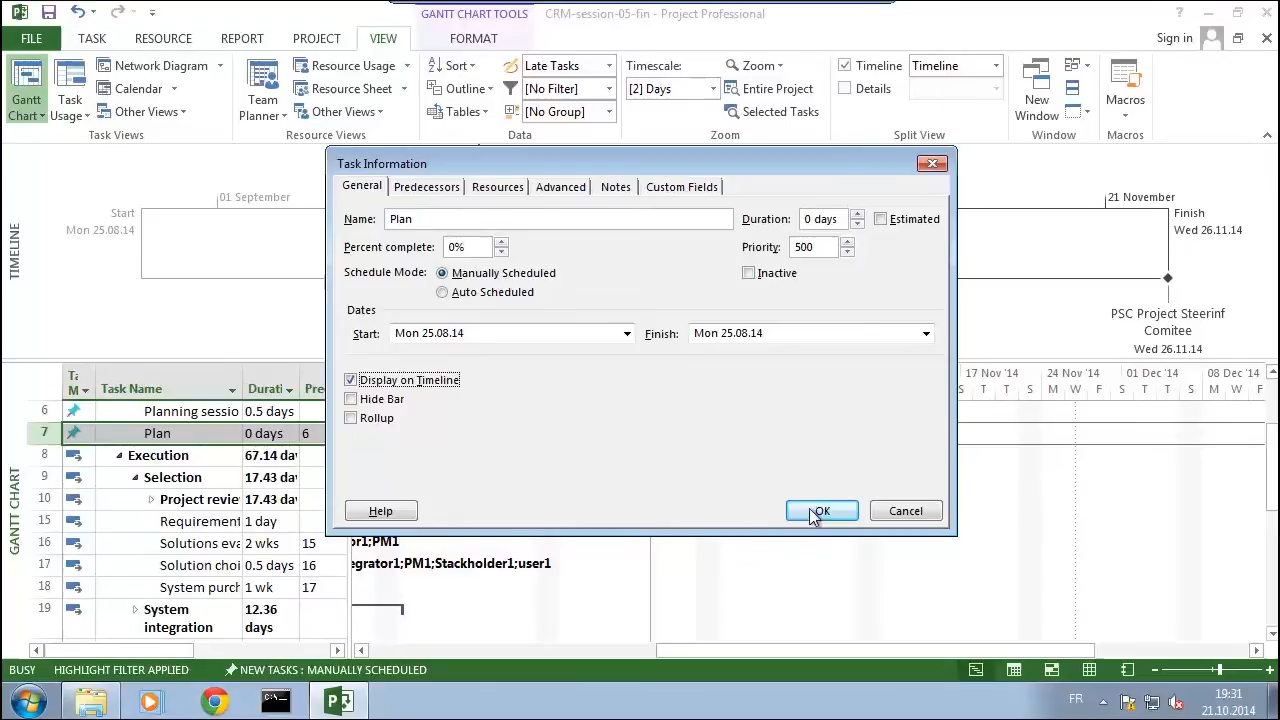 GANTT CHART TOOLS
CRM-session-05-fin - Project Professional
FILE TASK RESOURCE REPORT PROJECT VIEW FORMAT
Sign in
Gantt Chart
Task Usage
Network Diagram
Calendar
Other Views
Task Views
Team Planner
Resource Usage
Resource Sheet
Other Views
Resource Views
Sort
Outline
Tables
Late Tasks
[No Filter]
[No Group]
Data
Timescale:
[2] Days
Zoom
Entire Project
Selected Tasks
Zoom
Timeline Timeline
Details
Split View
New Window
Window
Macros
Macros
TIMELINE
Start
Mon 25.08.14
01 September
21 November
Finish
Wed 26.11.14
PSC Project Steerinf
Comitee
Wed 26.11.14
Task Information
General Predecessors Resources Advanced Notes Custom Fields
Name: Plan Duration: 0 days Estimated
Percent complete: 0% Priority: 500
Schedule Mode: Manually Scheduled Inactive
Auto Scheduled
Dates
Start: Mon 25.08.14 Finish: Mon 25.08.14
Display on Timeline
Hide Bar
Rollup
Help OK Cancel
GANTT CHART
Ta
M Task Name Durati Pre
6 Planning sessio 0.5 days
7 Plan 0 days 6
8 Execution 67.14 da
9 Selection 17.43 da
10 Project revie 17.43 da
15 Requirement 1 day
16 Solutions eva 2 wks 15
17 Solution choi 0.5 days 16
18 System purch 1 wk 17
19 System integration 12.36 days
17 Nov '14 24 Nov '14 01 Dec '14 08 Dec '14
S T T S M W F S T T S M W F
or1;PM1
egrator1;PM1;Stackholder1;user1
BUSY HIGHLIGHT FILTER APPLIED NEW TASKS : MANUALLY SCHEDULED
FR
19:31
21.10.2014